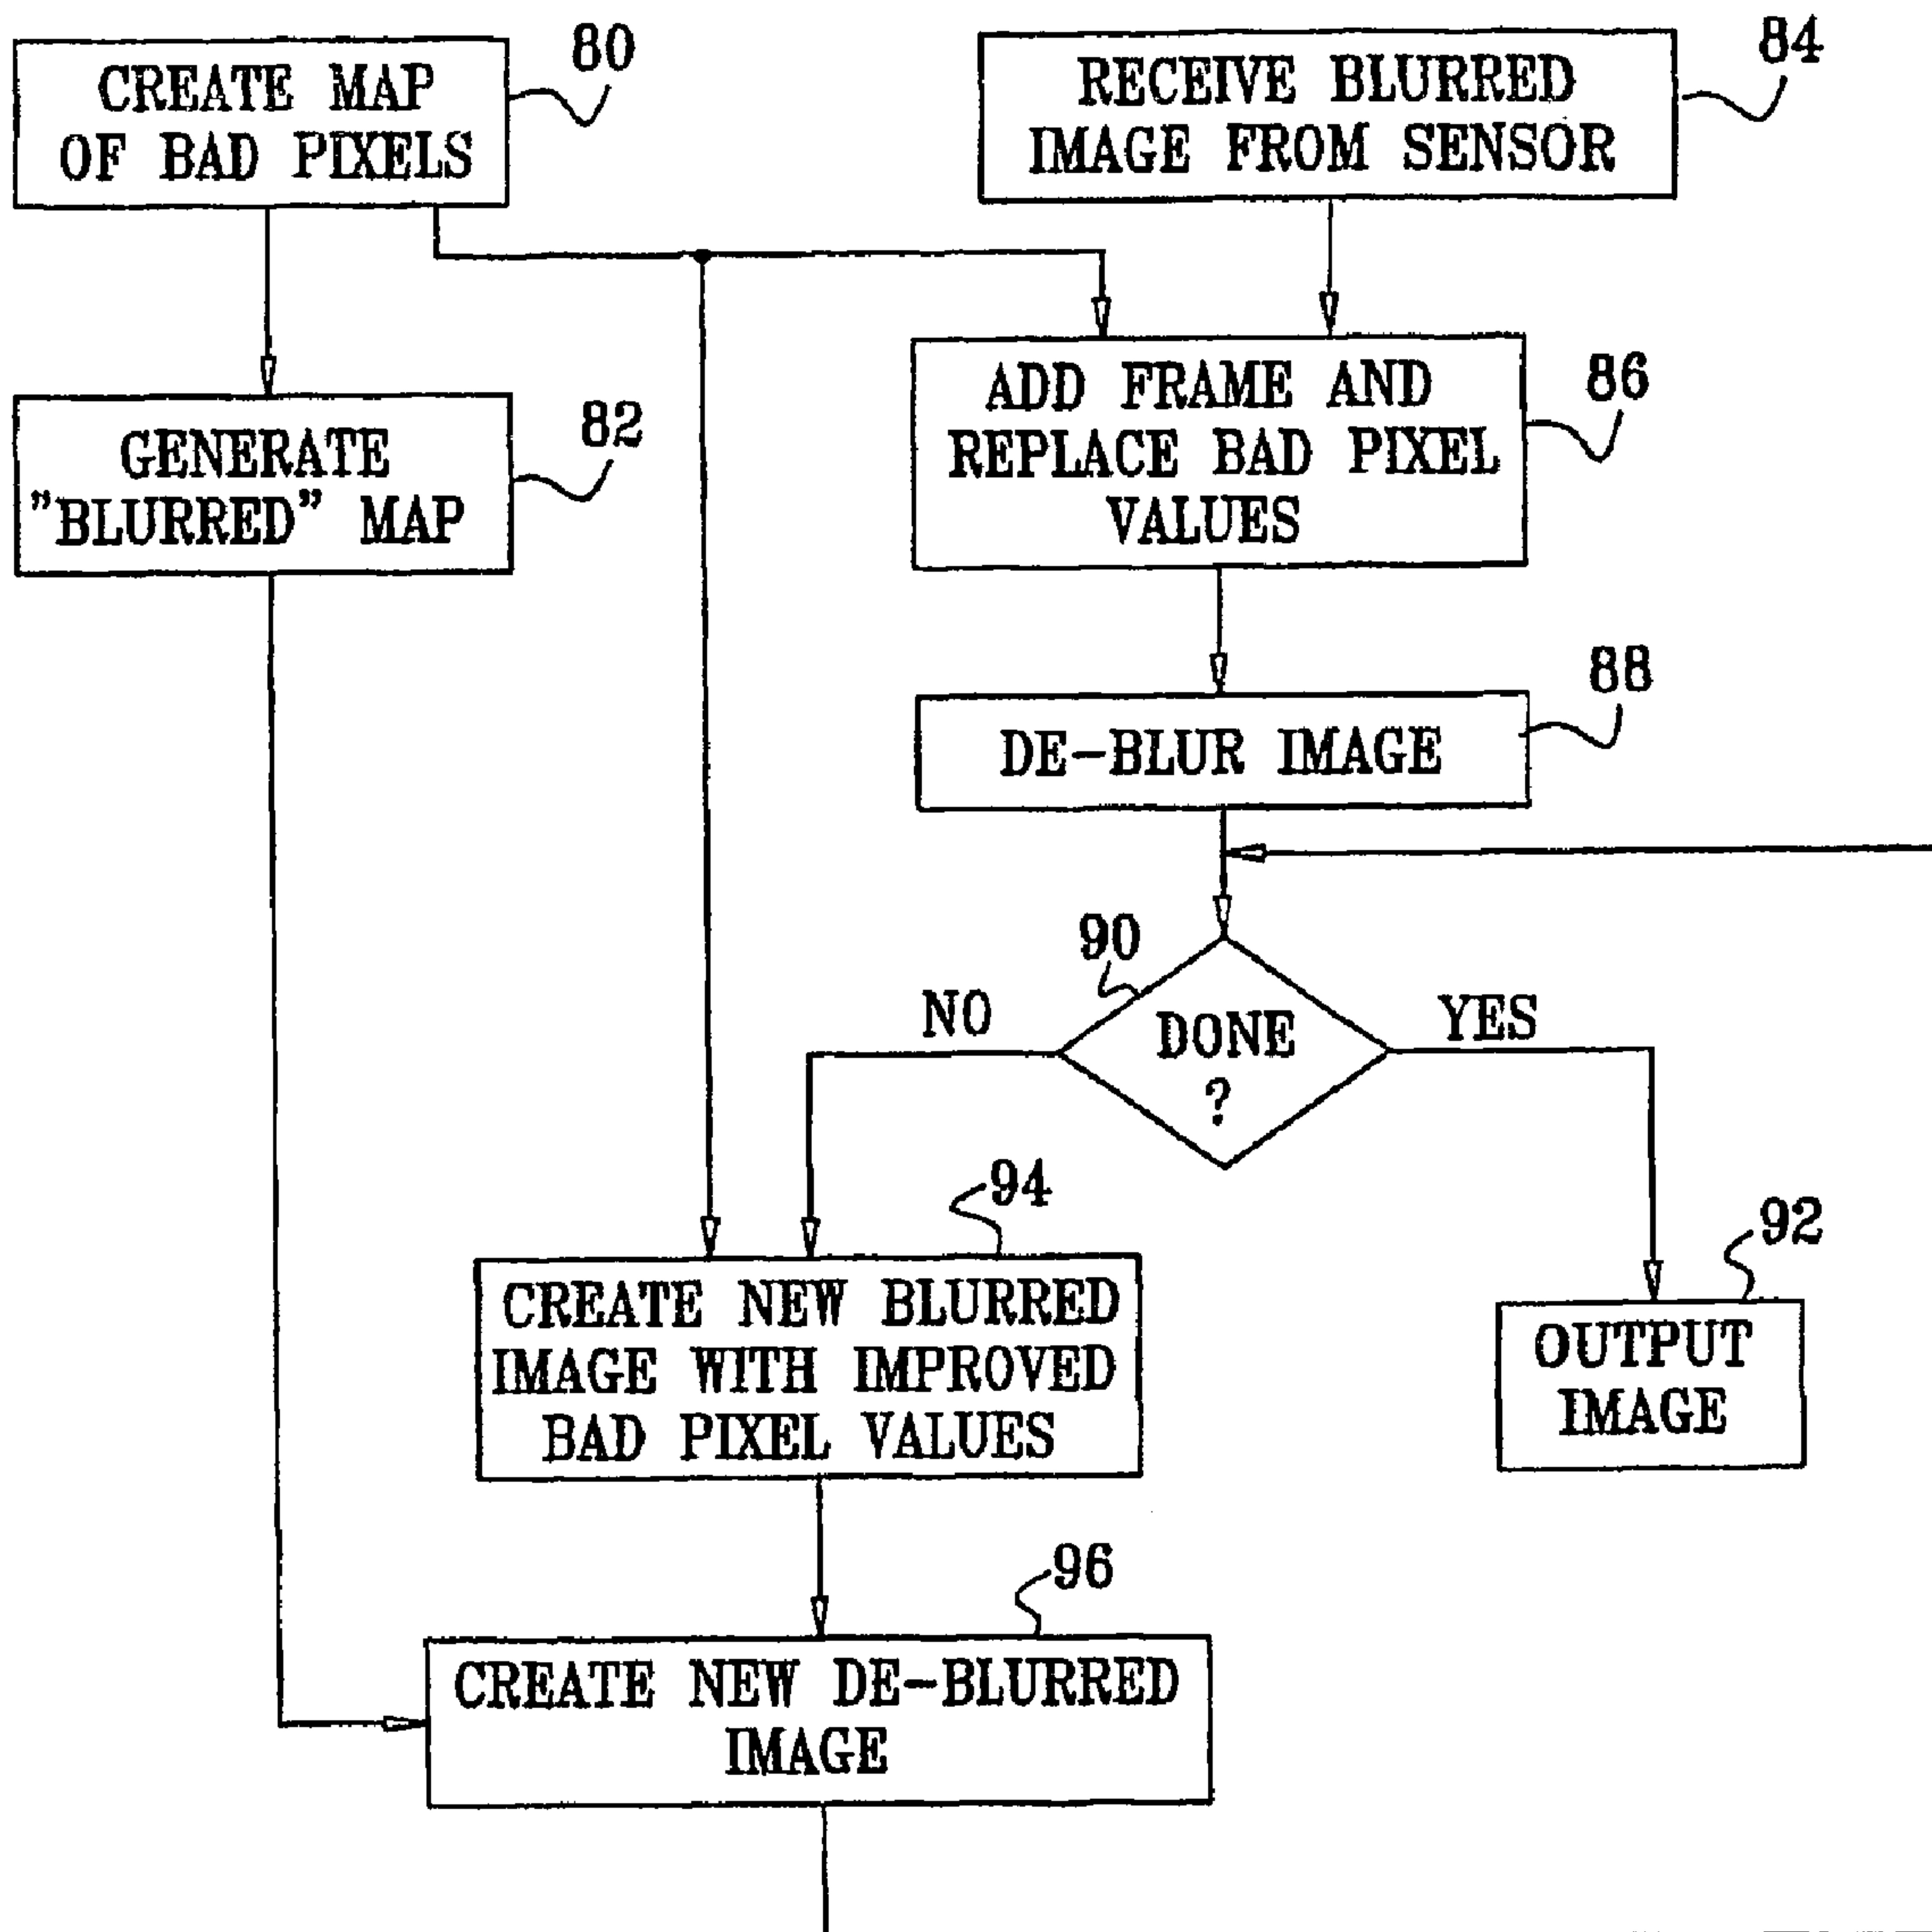 CREATE MAP
OF BAD PIXELS
80
RECEIVE BLURRED
IMAGE FROM SENSOR
84
GENERATE
"BLURRED" MAP
82
ADD FRAME AND
REPLACE BAD PIXEL
VALUES
86
DE-BLUR IMAGE
88
90
DONE
?
NO
YES
94
CREATE NEW BLURRED
IMAGE WITH IMPROVED
BAD PIXEL VALUES
92
OUTPUT
IMAGE
96
CREATE NEW DE-BLURRED
IMAGE